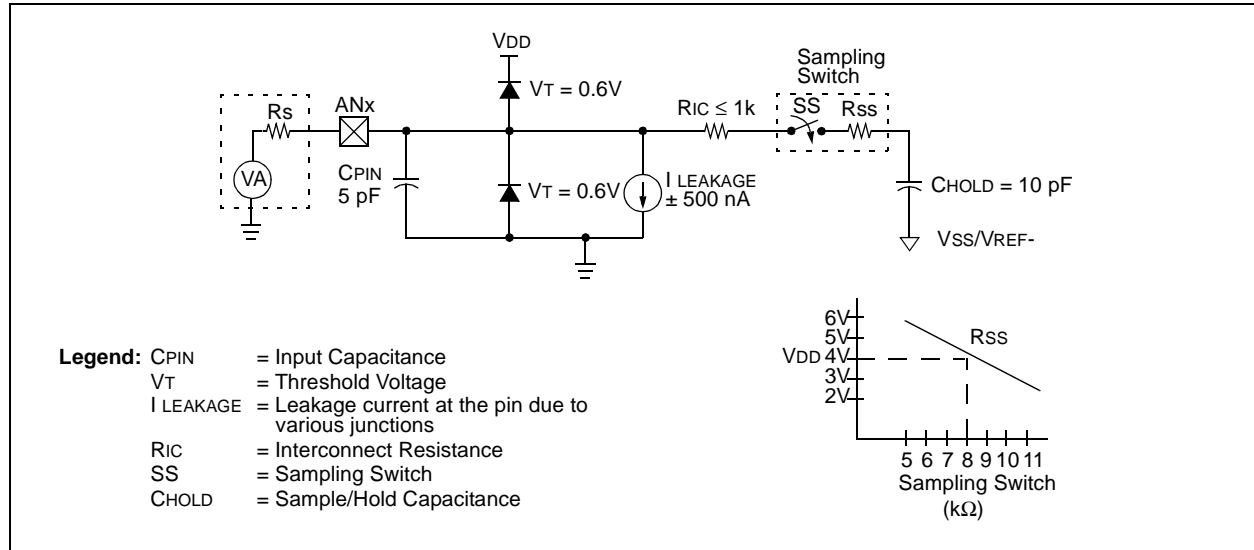 VDD
Sampling
Switch
VT = 0.6V
RS
ANx
RIC ≤ 1k
SS
RSS
VA
CPIN
5 pF
VT = 0.6V
I LEAKAGE
± 500 nA
CHOLD = 10 pF
VSS/VREF-
6V
5V
VDD 4V
3V
2V
RSS
5 6 7 8 9 10 11
Sampling Switch
(kΩ)
Legend: CPIN = Input Capacitance
VT = Threshold Voltage
I LEAKAGE = Leakage current at the pin due to
various junctions
RIC = Interconnect Resistance
SS = Sampling Switch
CHOLD = Sample/Hold Capacitance